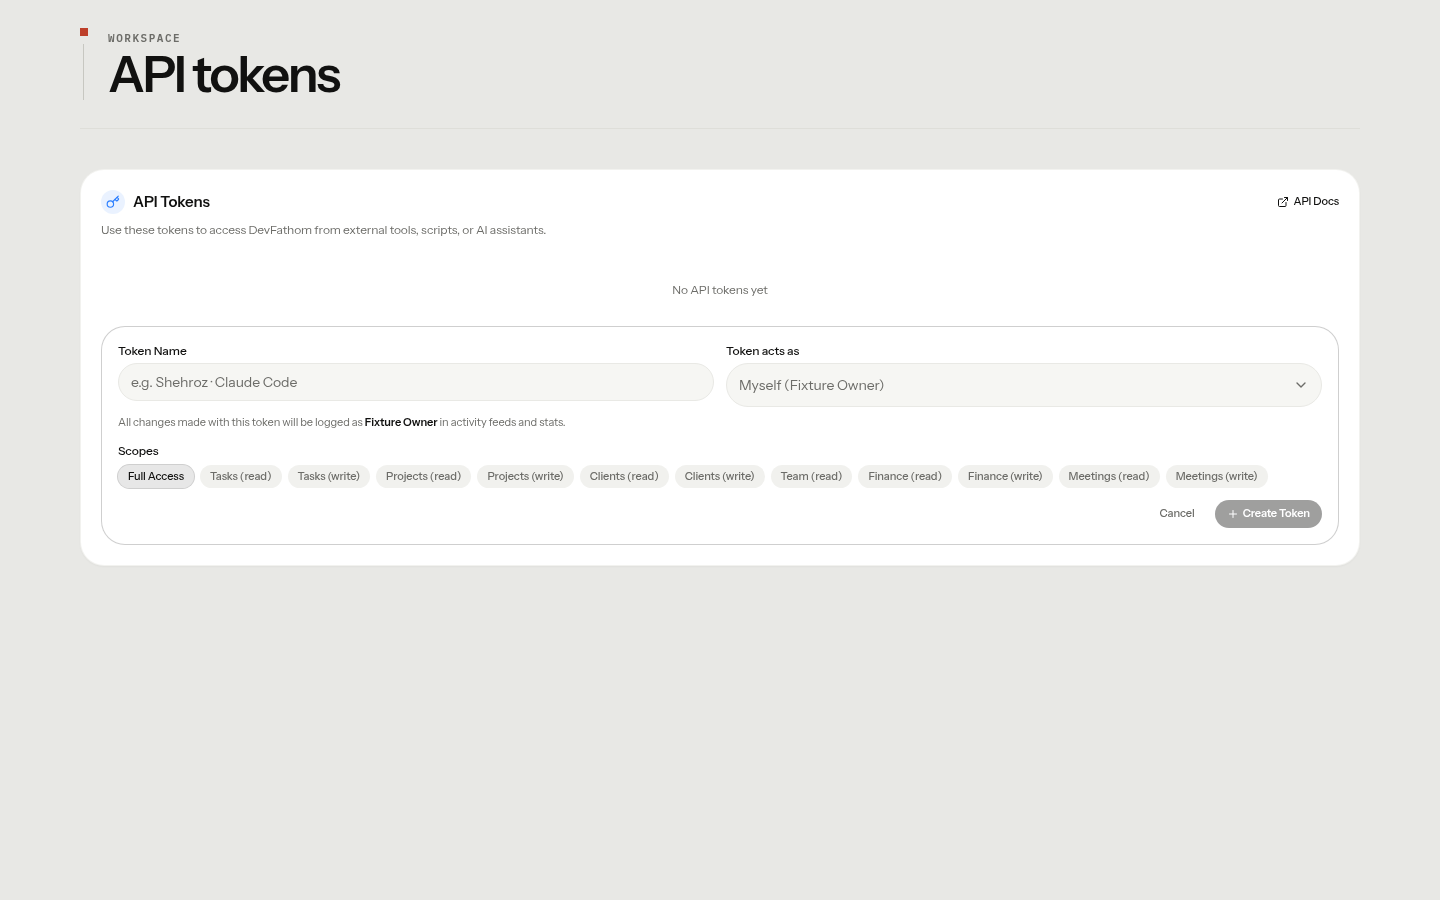 WORKSPACE
API tokens
API Tokens
API Docs
Use these tokens to access DevFathom from external tools, scripts, or AI assistants.
No API tokens yet
Token Name
Token acts as
e.g. Shehroz · Claude Code
Myself (Fixture Owner)
All changes made with this token will be logged as Fixture Owner in activity feeds and stats.
Scopes
Full Access Tasks (read) Tasks (write) Projects (read) Projects (write) Clients (read) Clients (write) Team (read) Finance (read) Finance (write) Meetings (read) Meetings (write)
Cancel
Create Token